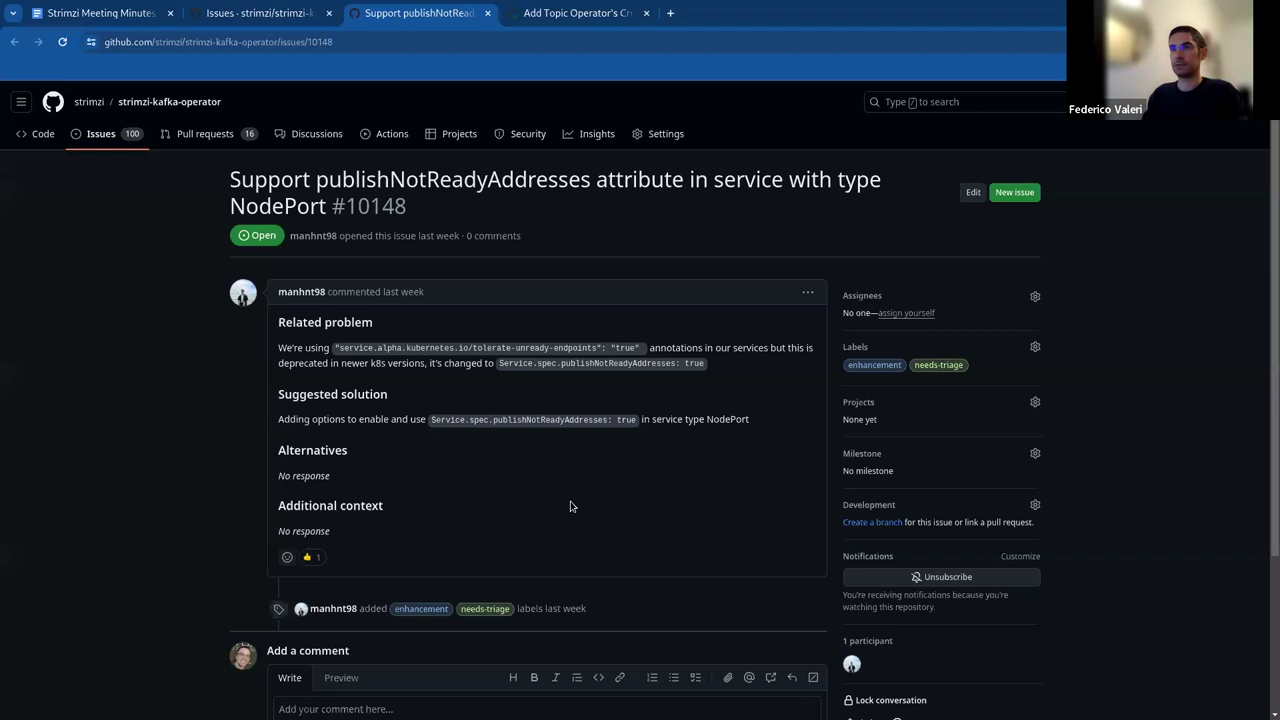 Strimzi Meeting Minutes
Issues · strimzi/strimzi-k
Support publishNotRead
Add Topic Operator's Cr
github.com/strimzi/strimzi-kafka-operator/issues/10148
Federico Valeri
strimzi / strimzi-kafka-operator
Type / to search
Code
Issues 100
Pull requests 16
Discussions
Actions
Projects
Security
Insights
Settings
Support publishNotReadyAddresses attribute in service with type
NodePort #10148
Edit
New issue
Open
manhnt98 opened this issue last week · 0 comments
manhnt98 commented last week
Related problem
We're using "service.alpha.kubernetes.io/tolerate-unready-endpoints": "true" annotations in our services but this is
deprecated in newer k8s versions, it's changed to Service.spec.publishNotReadyAddresses: true
Suggested solution
Adding options to enable and use Service.spec.publishNotReadyAddresses: true in service type NodePort
Alternatives
No response
Additional context
No response
1
manhnt98 added enhancement needs-triage labels last week
Add a comment
Write
Preview
Add your comment here...
Assignees
No one—assign yourself
Labels
enhancement needs-triage
Projects
None yet
Milestone
No milestone
Development
Create a branch for this issue or link a pull request.
Notifications
Customize
Unsubscribe
You're receiving notifications because you're
watching this repository.
1 participant
Lock conversation